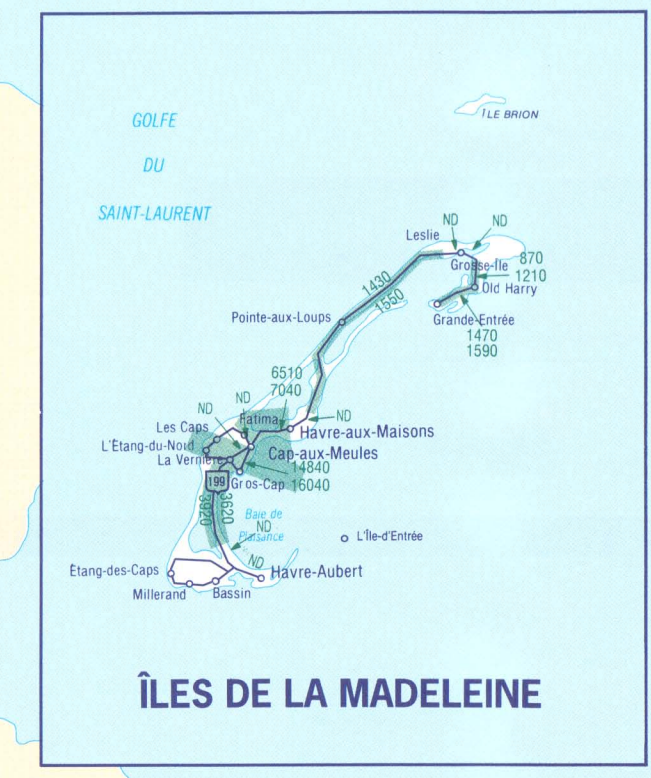 ÎLE BRION
GOLFE
DU
SAINT-LAURENT
ND
ND
Leslie
Grosse-Île
870
1210
Old Harry
1430
1550
Pointe-aux-Loups
Grande-Entrée
1470
1590
6510
7040
ND
ND
ND
Fatima
Les Caps
Havre-aux-Maisons
L'Étang-du-Nord
La Vernière
Cap-aux-Meules
14840
16040
199
Gros-Cap
3920
3620
Baie de
Plaisance
ND
L'Île-d'Entrée
ND
Étang-des-Caps
Havre-Aubert
Millerand
Bassin
ÎLES DE LA MADELEINE